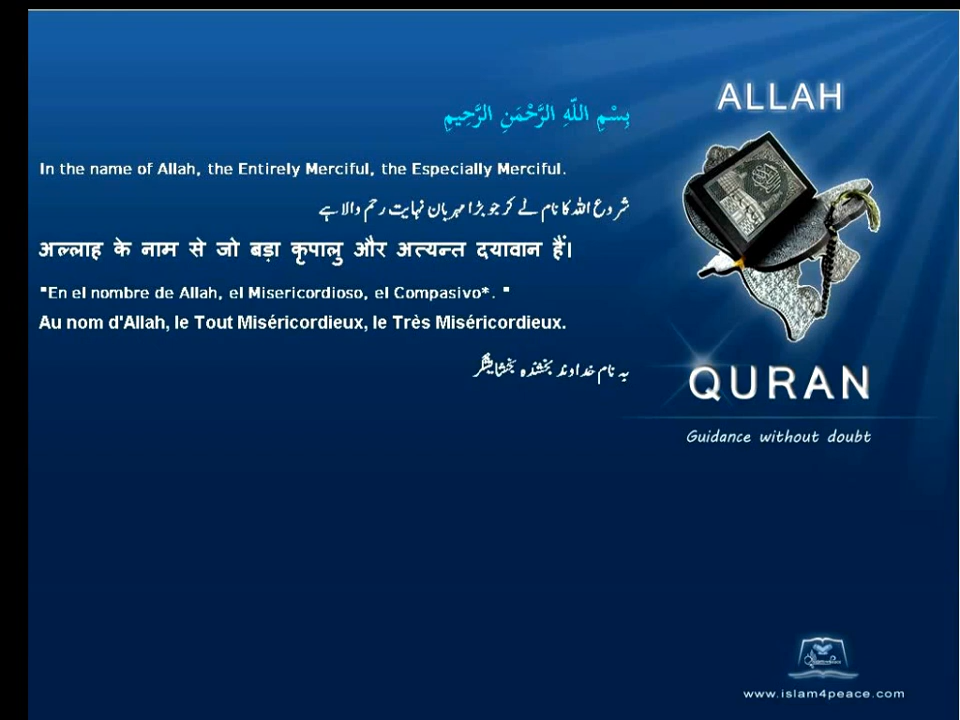 بِسْمِ اللَّهِ الرَّحْمَنِ الرَّحِيمِ
In the name of Allah, the Entirely Merciful, the Especially Merciful.
شروع الله کا نام لے کر جو بڑا مہربان نہایت رحم والا ہے
अल्लाह के नाम से जो बड़ा कृपालु और अत्यन्त दयावान हैं।
"En el nombre de Allah, el Misericordioso, el Compasivo*. "
Au nom d'Allah, le Tout Miséricordieux, le Très Miséricordieux.
به نام خداوند بخشنده بخشایشگر
ALLAH
QURAN
Guidance without doubt
www.islam4peace.com